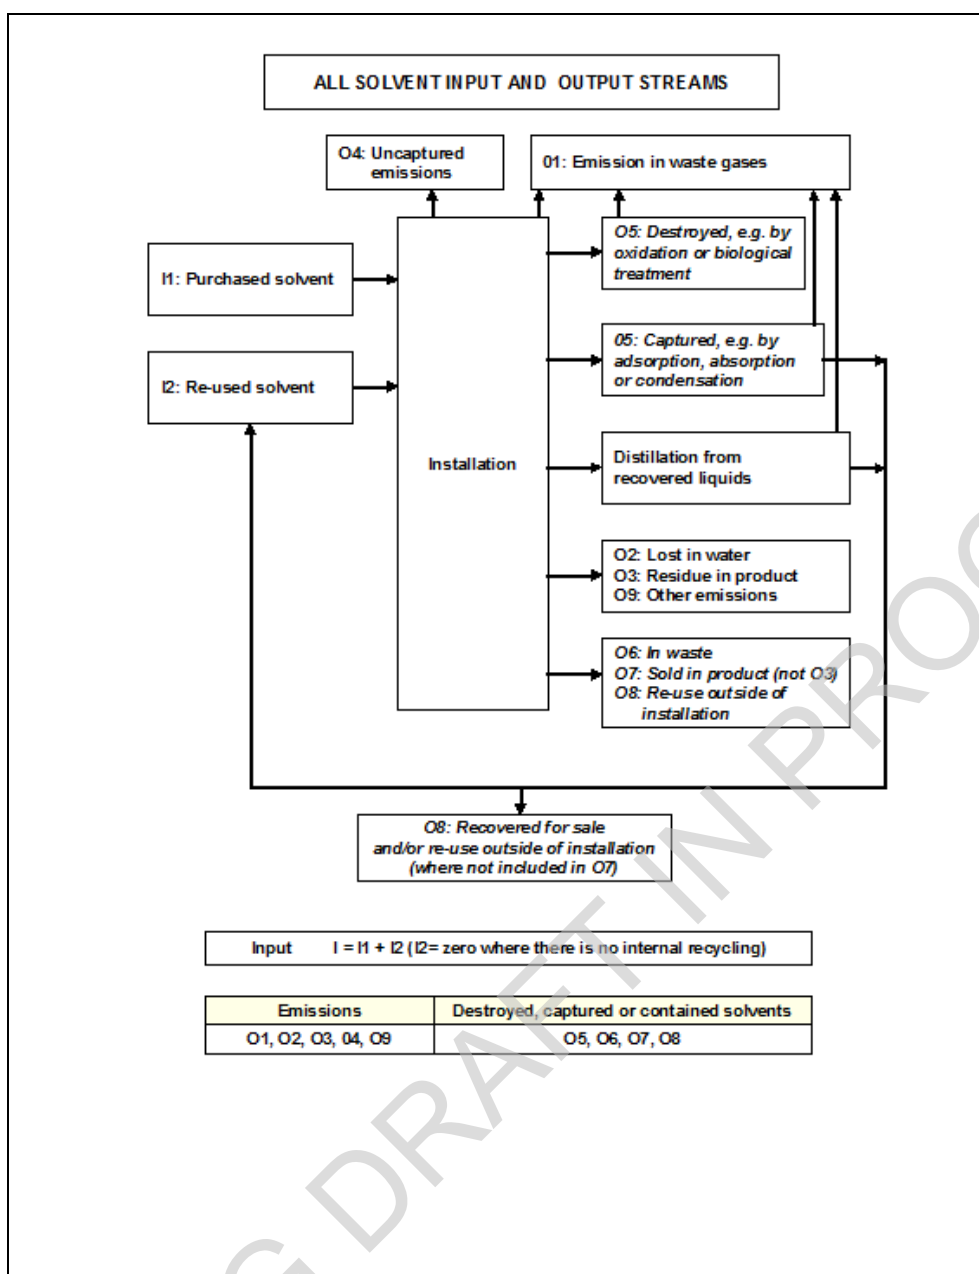 ALL SOLVENT INPUT AND OUTPUT STREAMS
O4: Uncaptured
emissions
01: Emission in waste gases
I1: Purchased solvent
I2: Re-used solvent
Installation
O5: Destroyed, e.g. by
oxidation or biological
treatment
05: Captured, e.g. by
adsorption, absorption
or condensation
Distillation from
recovered liquids
O2: Lost in water
O3: Residue in product
O9: Other emissions
O6: In waste
O7: Sold in product (not O3)
O8: Re-use outside of
installation
O8: Recovered for sale
and/or re-use outside of installation
(where not included in O7)
Input I = I1 + I2 (I2= zero where there is no internal recycling)
Emissions Destroyed, captured or contained solvents
O1, O2, O3, 04, O9 O5, O6, O7, O8
G DRAFT IN PROG